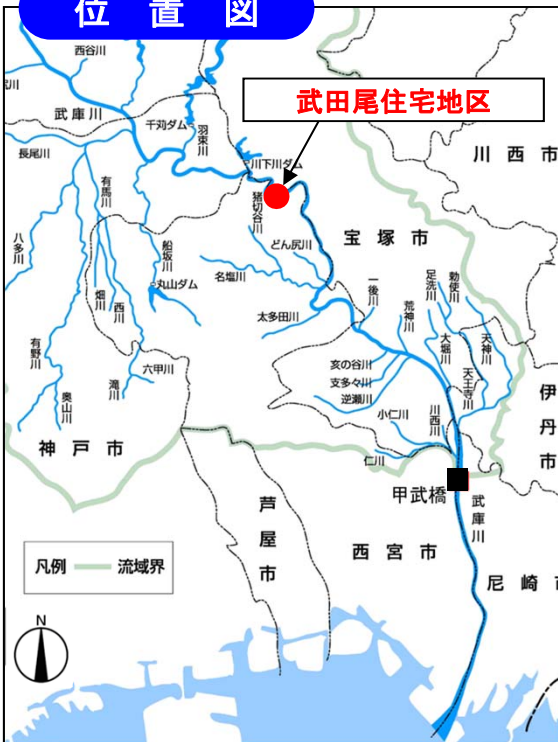 位置図
西谷川
武庫川
千苅ダム
羽束川
武田尾住宅地区
川西市
長尾川
川下川ダム
有馬川
猪切谷川
どん尻川
宝塚市
八多川
船坂川
名塩川
丸山ダム
畑川
西川
太多田川
一後川
荒神川
足洗川
勅使川
大堀川
天王寺川
天神川
有野川
奥山川
滝川
六甲川
亥の谷川
支多々川
逆瀬川
小仁川
川西川
仁川
伊丹市
神戸市
芦屋市
甲武橋
武庫川
西宮市
尼崎市
凡例
流域界
N